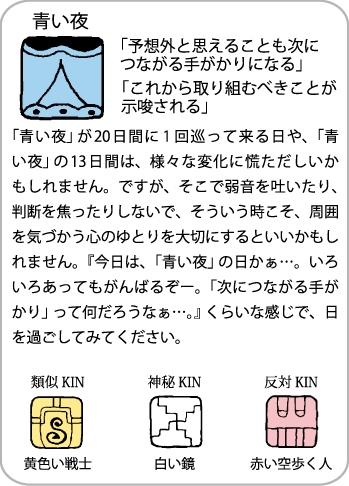 青い夜
「予想外と思えることも次に
つながる手がかりになる」
「これから取り組むべきことが
示唆される」
「青い夜」が20日間に1回巡って来る日や、「青
い夜」の13日間は、様々な変化に慌ただしいか
もしれません。ですが、そこで弱音を吐いたり、
判断を焦ったりしないで、そういう時こそ、周囲
を気づかう心のゆとりを大切にするといいかもし
れません。『今日は、「青い夜」の日かぁ…。いろ
いろあってもがんばるぞー。「次につながる手が
かり」って何だろうなぁ…。』くらいな感じで、日
を過ごしてみてください。
類似 KIN
神秘 KIN
反対 KIN
黄色い戦士
白い鏡
赤い空歩く人